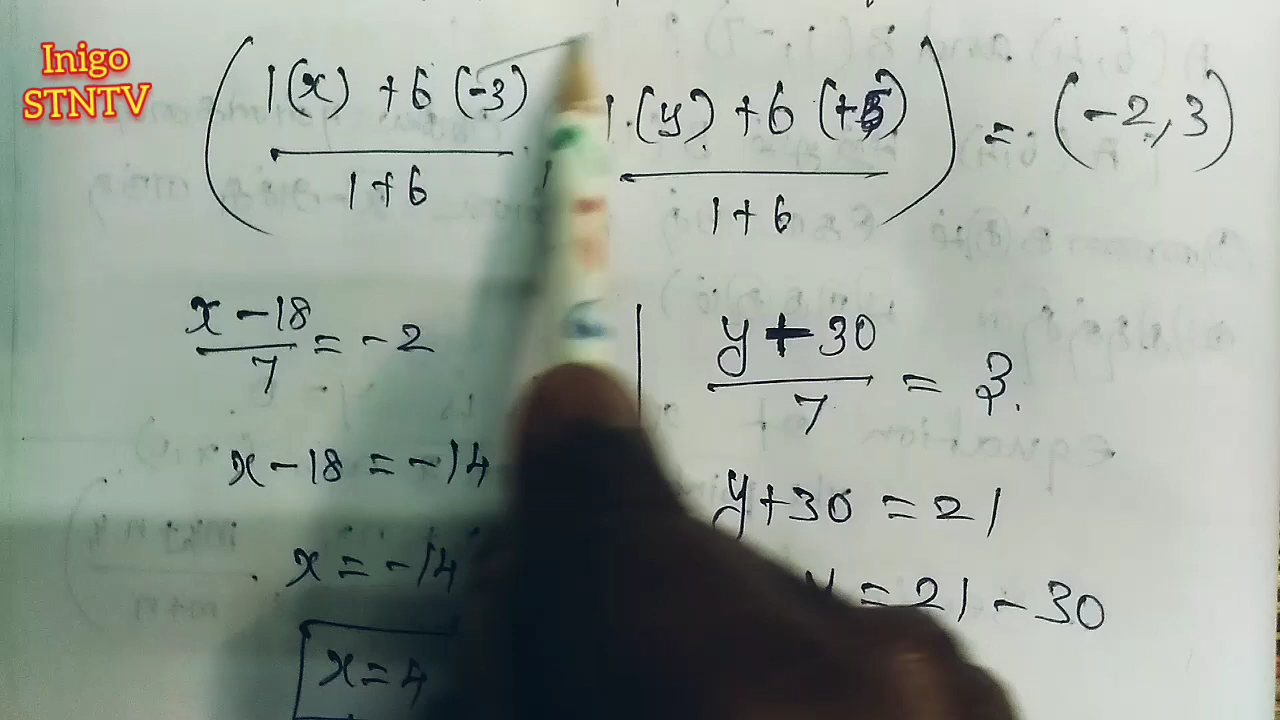 Inigo
STNTV
( 1(x) + 6 (-3) / 1 + 6 , 1 (y) + 6 (+5) / 1 + 6 ) = (-2, 3)
x - 18 / 7 = -2
y + 30 / 7 = 3.
x - 18 = -14
y + 30 = 21
x = -14
y = 21 - 30
x = 4